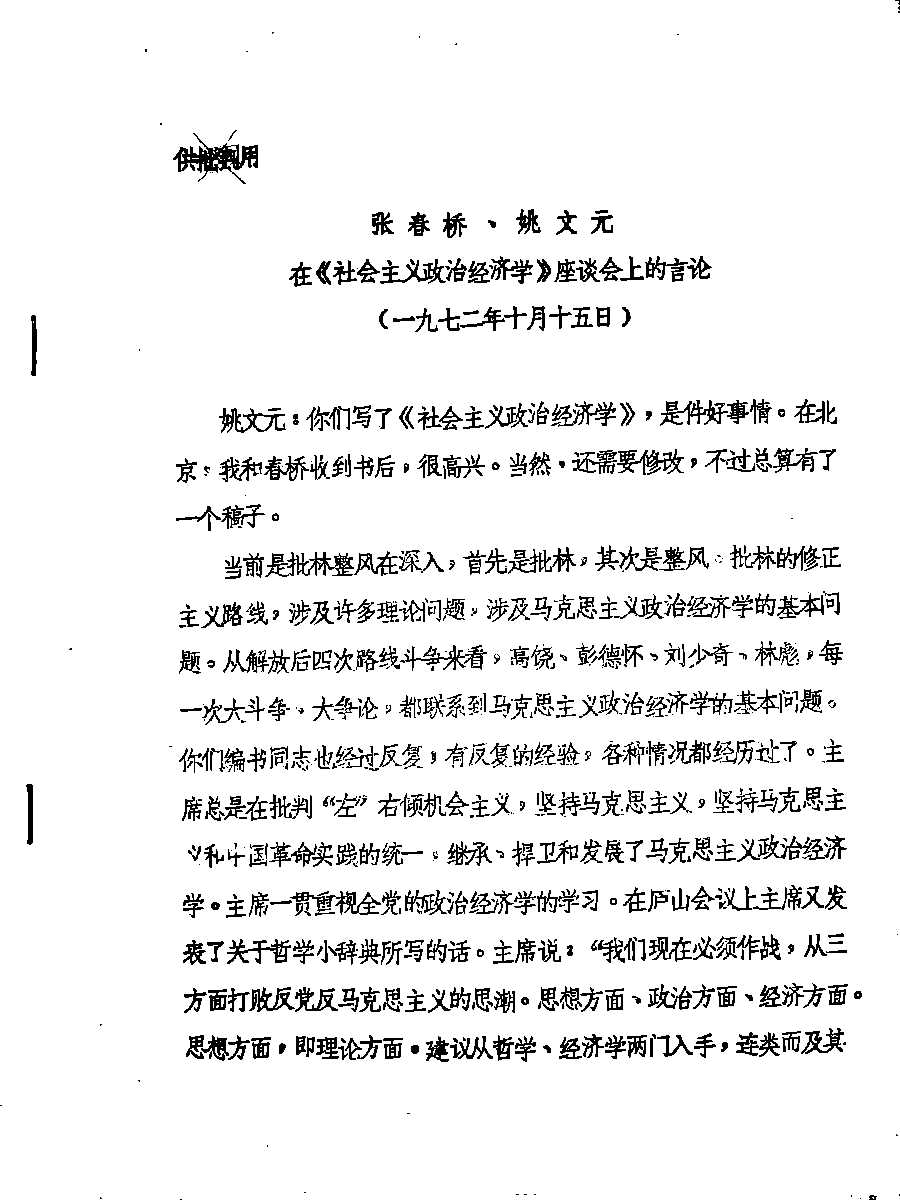 供批判用
张春桥、姚文元
在《社会主义政治经济学》座谈会上的言论
（一九七二年十月十五日）
姚文元：你们写了《社会主义政治经济学》，是件好事情。在北
京，我和春桥收到书后，很高兴。当然，还需要修改，不过总算有了
一个稿子。
当前是批林整风在深入，首先是批林，其次是整风。批林的修正
主义路线，涉及许多理论问题，涉及马克思主义政治经济学的基本问
题。从解放后四次路线斗争来看，高饶、彭德怀、刘少奇、林彪，每
一次大斗争、大争论，都联系到马克思主义政治经济学的基本问题。
你们编书同志也经过反复，有反复的经验，各种情况都经历过了。主
席总是在批判“左”右倾机会主义，坚持马克思主义，坚持马克思主
义和中国革命实践的统一，继承、捍卫和发展了马克思主义政治经济
学。主席一贯重视全党的政治经济学的学习。在庐山会议上主席又发
表了关于哲学小辞典所写的话。主席说：“我们现在必须作战，从三
方面打败反党反马克思主义的思潮。思想方面、政治方面、经济方面。
思想方面，即理论方面。建议从哲学、经济学两门入手，连类而及其